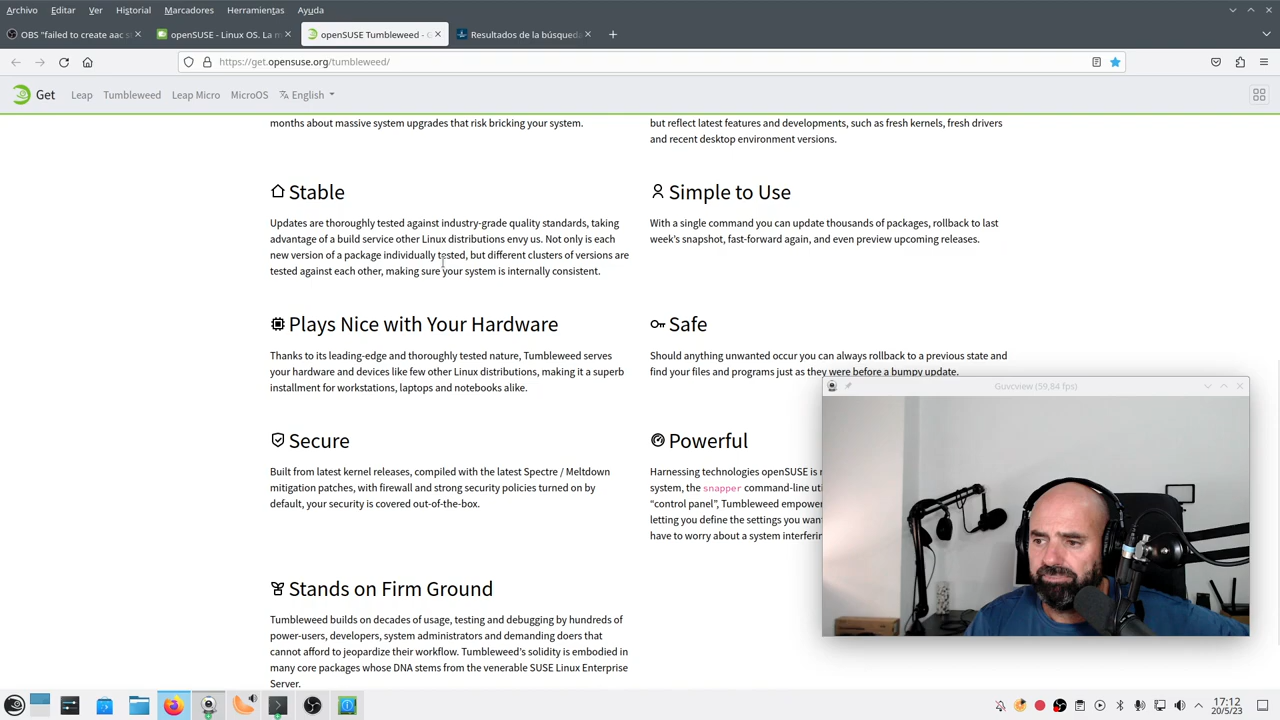 Archivo Editar Ver Historial Marcadores Herramientas Ayuda
OBS "failed to create aac s
openSUSE - Linux OS. La m
openSUSE Tumbleweed - G
Resultados de la búsqueda
https://get.opensuse.org/tumbleweed/
Get Leap Tumbleweed Leap Micro MicroOS English
months about massive system upgrades that risk bricking your system.
but reflect latest features and developments, such as fresh kernels, fresh drivers
and recent desktop environment versions.
Stable
Updates are thoroughly tested against industry-grade quality standards, taking
advantage of a build service other Linux distributions envy us. Not only is each
new version of a package individually tested, but different clusters of versions are
tested against each other, making sure your system is internally consistent.
Simple to Use
With a single command you can update thousands of packages, rollback to last
week's snapshot, fast-forward again, and even preview upcoming releases.
Plays Nice with Your Hardware
Thanks to its leading-edge and thoroughly tested nature, Tumbleweed serves
your hardware and devices like few other Linux distributions, making it a superb
installment for workstations, laptops and notebooks alike.
Safe
Should anything unwanted occur you can always rollback to a previous state and
find your files and programs just as they were before a bumpy update.
Guvcview (59,84 fps)
Secure
Built from latest kernel releases, compiled with the latest Spectre / Meltdown
mitigation patches, with firewall and strong security policies turned on by
default, your security is covered out-of-the-box.
Powerful
Harnessing technologies openSUSE is
system, the snapper command-line uti
"control panel", Tumbleweed empower
letting you define the settings you wan
have to worry about a system interferin
Stands on Firm Ground
Tumbleweed builds on decades of usage, testing and debugging by hundreds of
power-users, developers, system administrators and demanding doers that
cannot afford to jeopardize their workflow. Tumbleweed's solidity is embodied in
many core packages whose DNA stems from the venerable SUSE Linux Enterprise
Server.
17:12
20/5/23